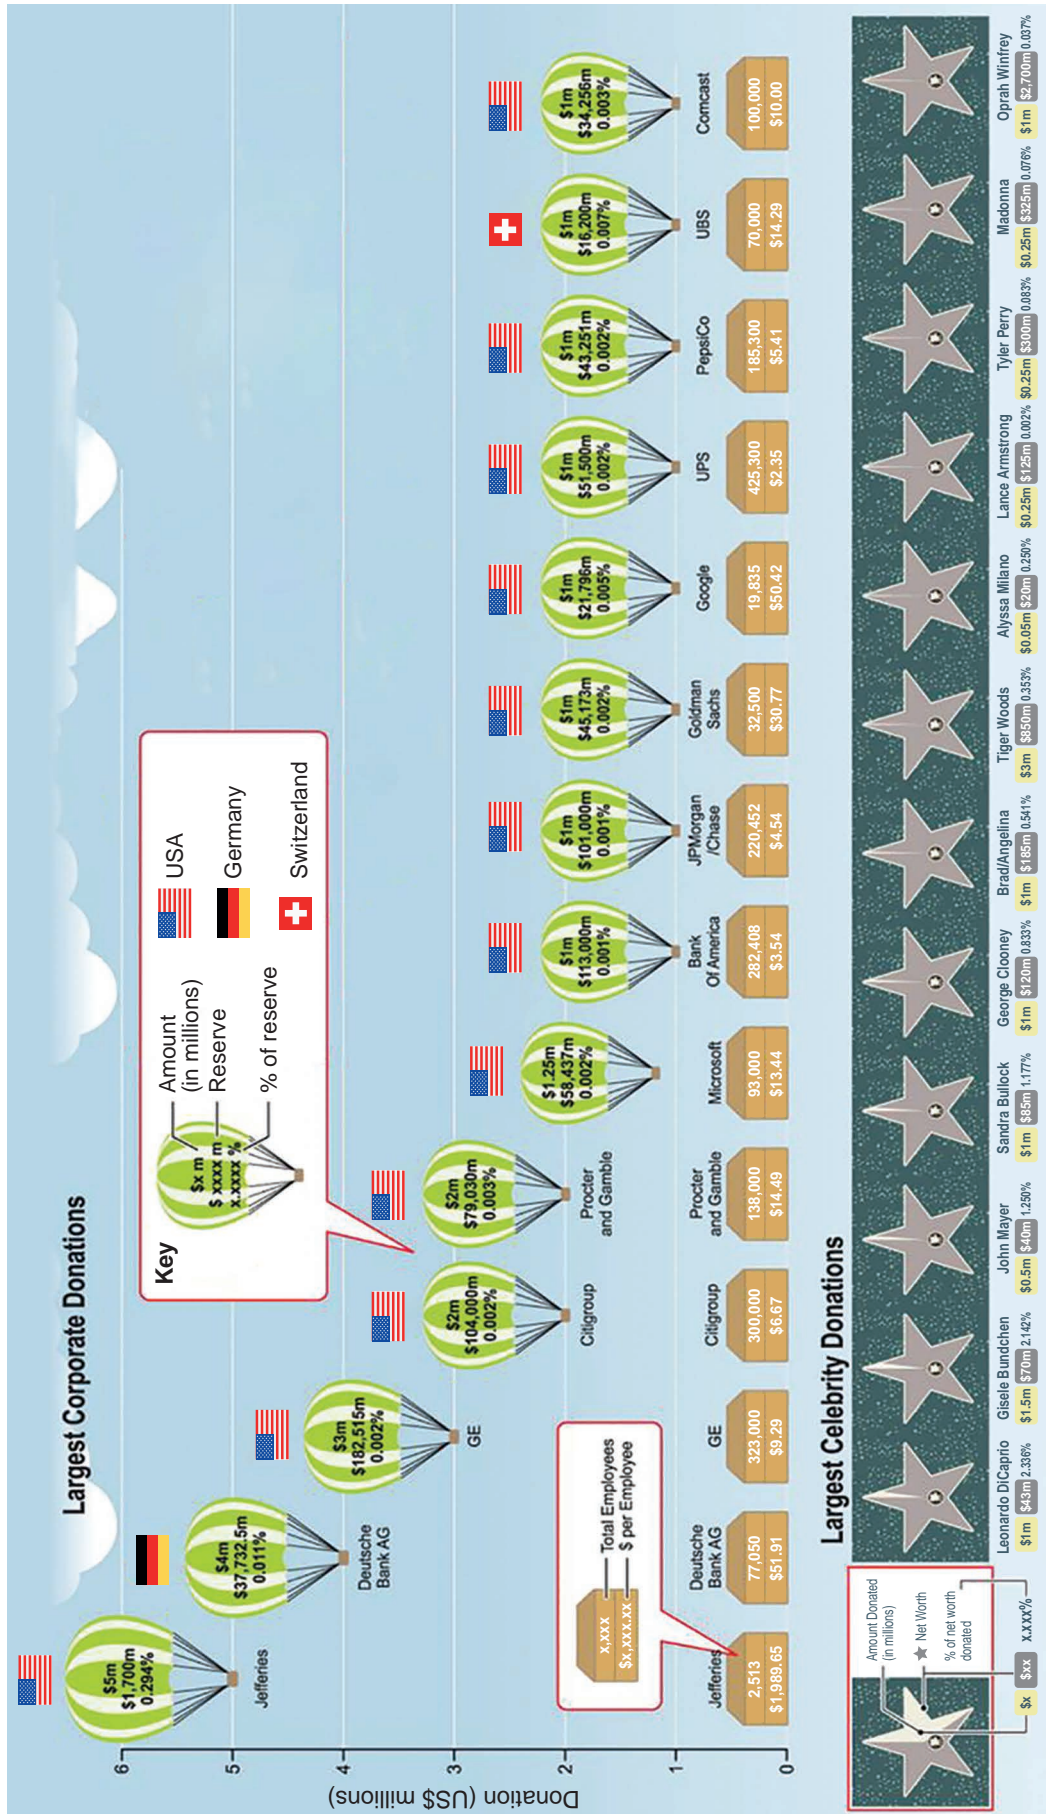 Largest Corporate Donations
Donation (US$ millions)
6
5
4
3
2
1
0
Key
$x m
$ xxxx m
x.xxxx %
Amount
(in millions)
Reserve
% of reserve
USA
Germany
Switzerland
$5m
$1,700m
0.294%
Jefferies
$4m
$37,732.5m
0.011%
Deutsche
Bank AG
$3m
$182,515m
0.002%
GE
$2m
$104,000m
0.002%
Citigroup
$2m
$79,030m
0.003%
Procter
and Gamble
$1.25m
$58,437m
0.002%
$1m
$113,000m
0.001%
$1m
$101,000m
0.001%
$1m
$45,173m
0.002%
$1m
$21,796m
0.005%
$1m
$51,500m
0.002%
$1m
$43,251m
0.002%
$1m
$16,200m
0.007%
$1m
$34,256m
0.003%
x,xxx
$x,xxx.xx
Total Employees
$ per Employee
Jefferies
2,513
$1,989.65
Deutsche
Bank AG
77,050
$51.91
GE
323,000
$9.29
Citigroup
300,000
$6.67
Procter
and Gamble
138,000
$14.49
Microsoft
93,000
$13.44
Bank
Of America
282,408
$3.54
JPMorgan
/Chase
220,452
$4.54
Goldman
Sachs
32,500
$30.77
Google
19,835
$50.42
UPS
425,300
$2.35
PepsiCo
185,300
$5.41
UBS
70,000
$14.29
Comcast
100,000
$10.00
Largest Celebrity Donations
Amount Donated
(in millions)
Net Worth
% of net worth
donated
$x $xx x.xxx%
Leonardo DiCaprio
$1m $43m 2.336%
Gisele Bundchen
$1.5m $70m 2.142%
John Mayer
$0.5m $40m 1.250%
Sandra Bullock
$1m $85m 1.177%
George Clooney
$1m $120m 0.833%
Brad/Angelina
$1m $185m 0.541%
Tiger Woods
$3m $850m 0.353%
Alyssa Milano
$0.05m $20m 0.250%
Lance Armstrong
$0.25m $125m 0.002%
Tyler Perry
$0.25m $300m 0.083%
Madonna
$0.25m $325m 0.076%
Oprah Winfrey
$1m $2,700m 0.037%